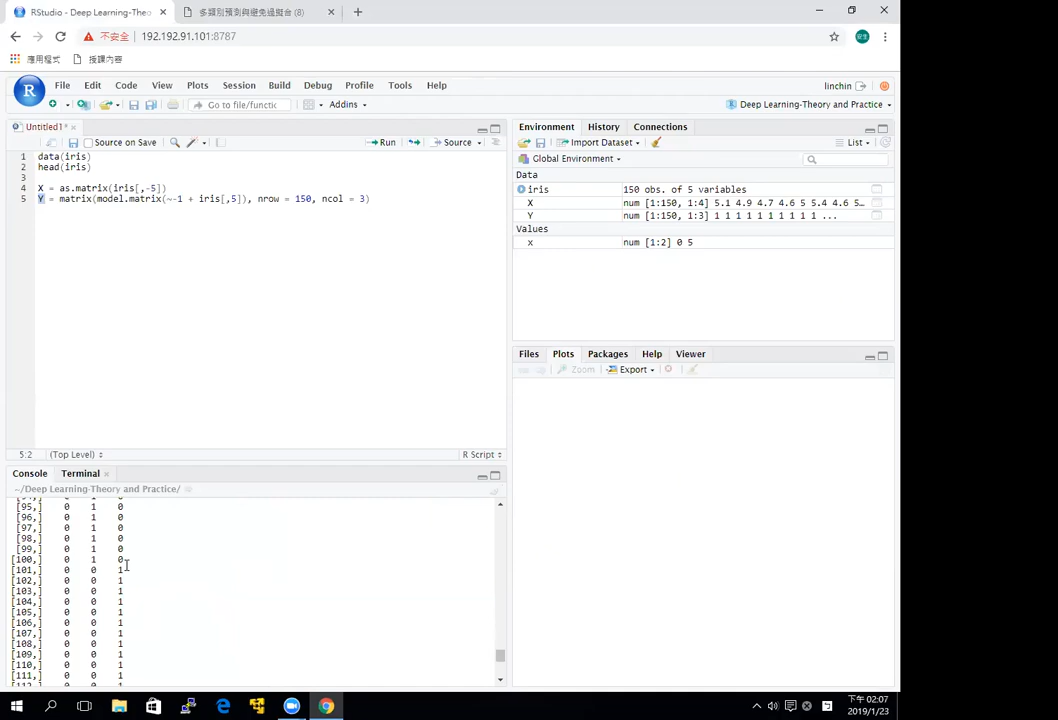 RStudio - Deep Learning-Theo
多類別預測與避免過擬合 (8)
不安全
192.192.91.101:8787
應用程式
授課內容
File Edit Code View Plots Session Build Debug Profile Tools Help
linchin
Go to file/functio
Addins
Deep Learning-Theory and Practice
Untitled1*
Source on Save
Run
Source
1 data(iris)
2 head(iris)
3
4 X = as.matrix(iris[,-5])
5 Y = matrix(model.matrix(~-1 + iris[,5]), nrow = 150, ncol = 3)
5:2 (Top Level)
R Script
Environment History Connections
Import Dataset
List
Global Environment
Data
iris 150 obs. of 5 variables
X num [1:150, 1:4] 5.1 4.9 4.7 4.6 5 5.4 4.6 5…
Y num [1:150, 1:3] 1 1 1 1 1 1 1 1 1 1 ...
Values
x num [1:2] 0 5
Files Plots Packages Help Viewer
Zoom
Export
Console Terminal
~/Deep Learning-Theory and Practice/
[95,] 0 1 0
[96,] 0 1 0
[97,] 0 1 0
[98,] 0 1 0
[99,] 0 1 0
[100,] 0 1 0
[101,] 0 0 1
[102,] 0 0 1
[103,] 0 0 1
[104,] 0 0 1
[105,] 0 0 1
[106,] 0 0 1
[107,] 0 0 1
[108,] 0 0 1
[109,] 0 0 1
[110,] 0 0 1
[111,] 0 0 1
下午 02:07
2019/1/23